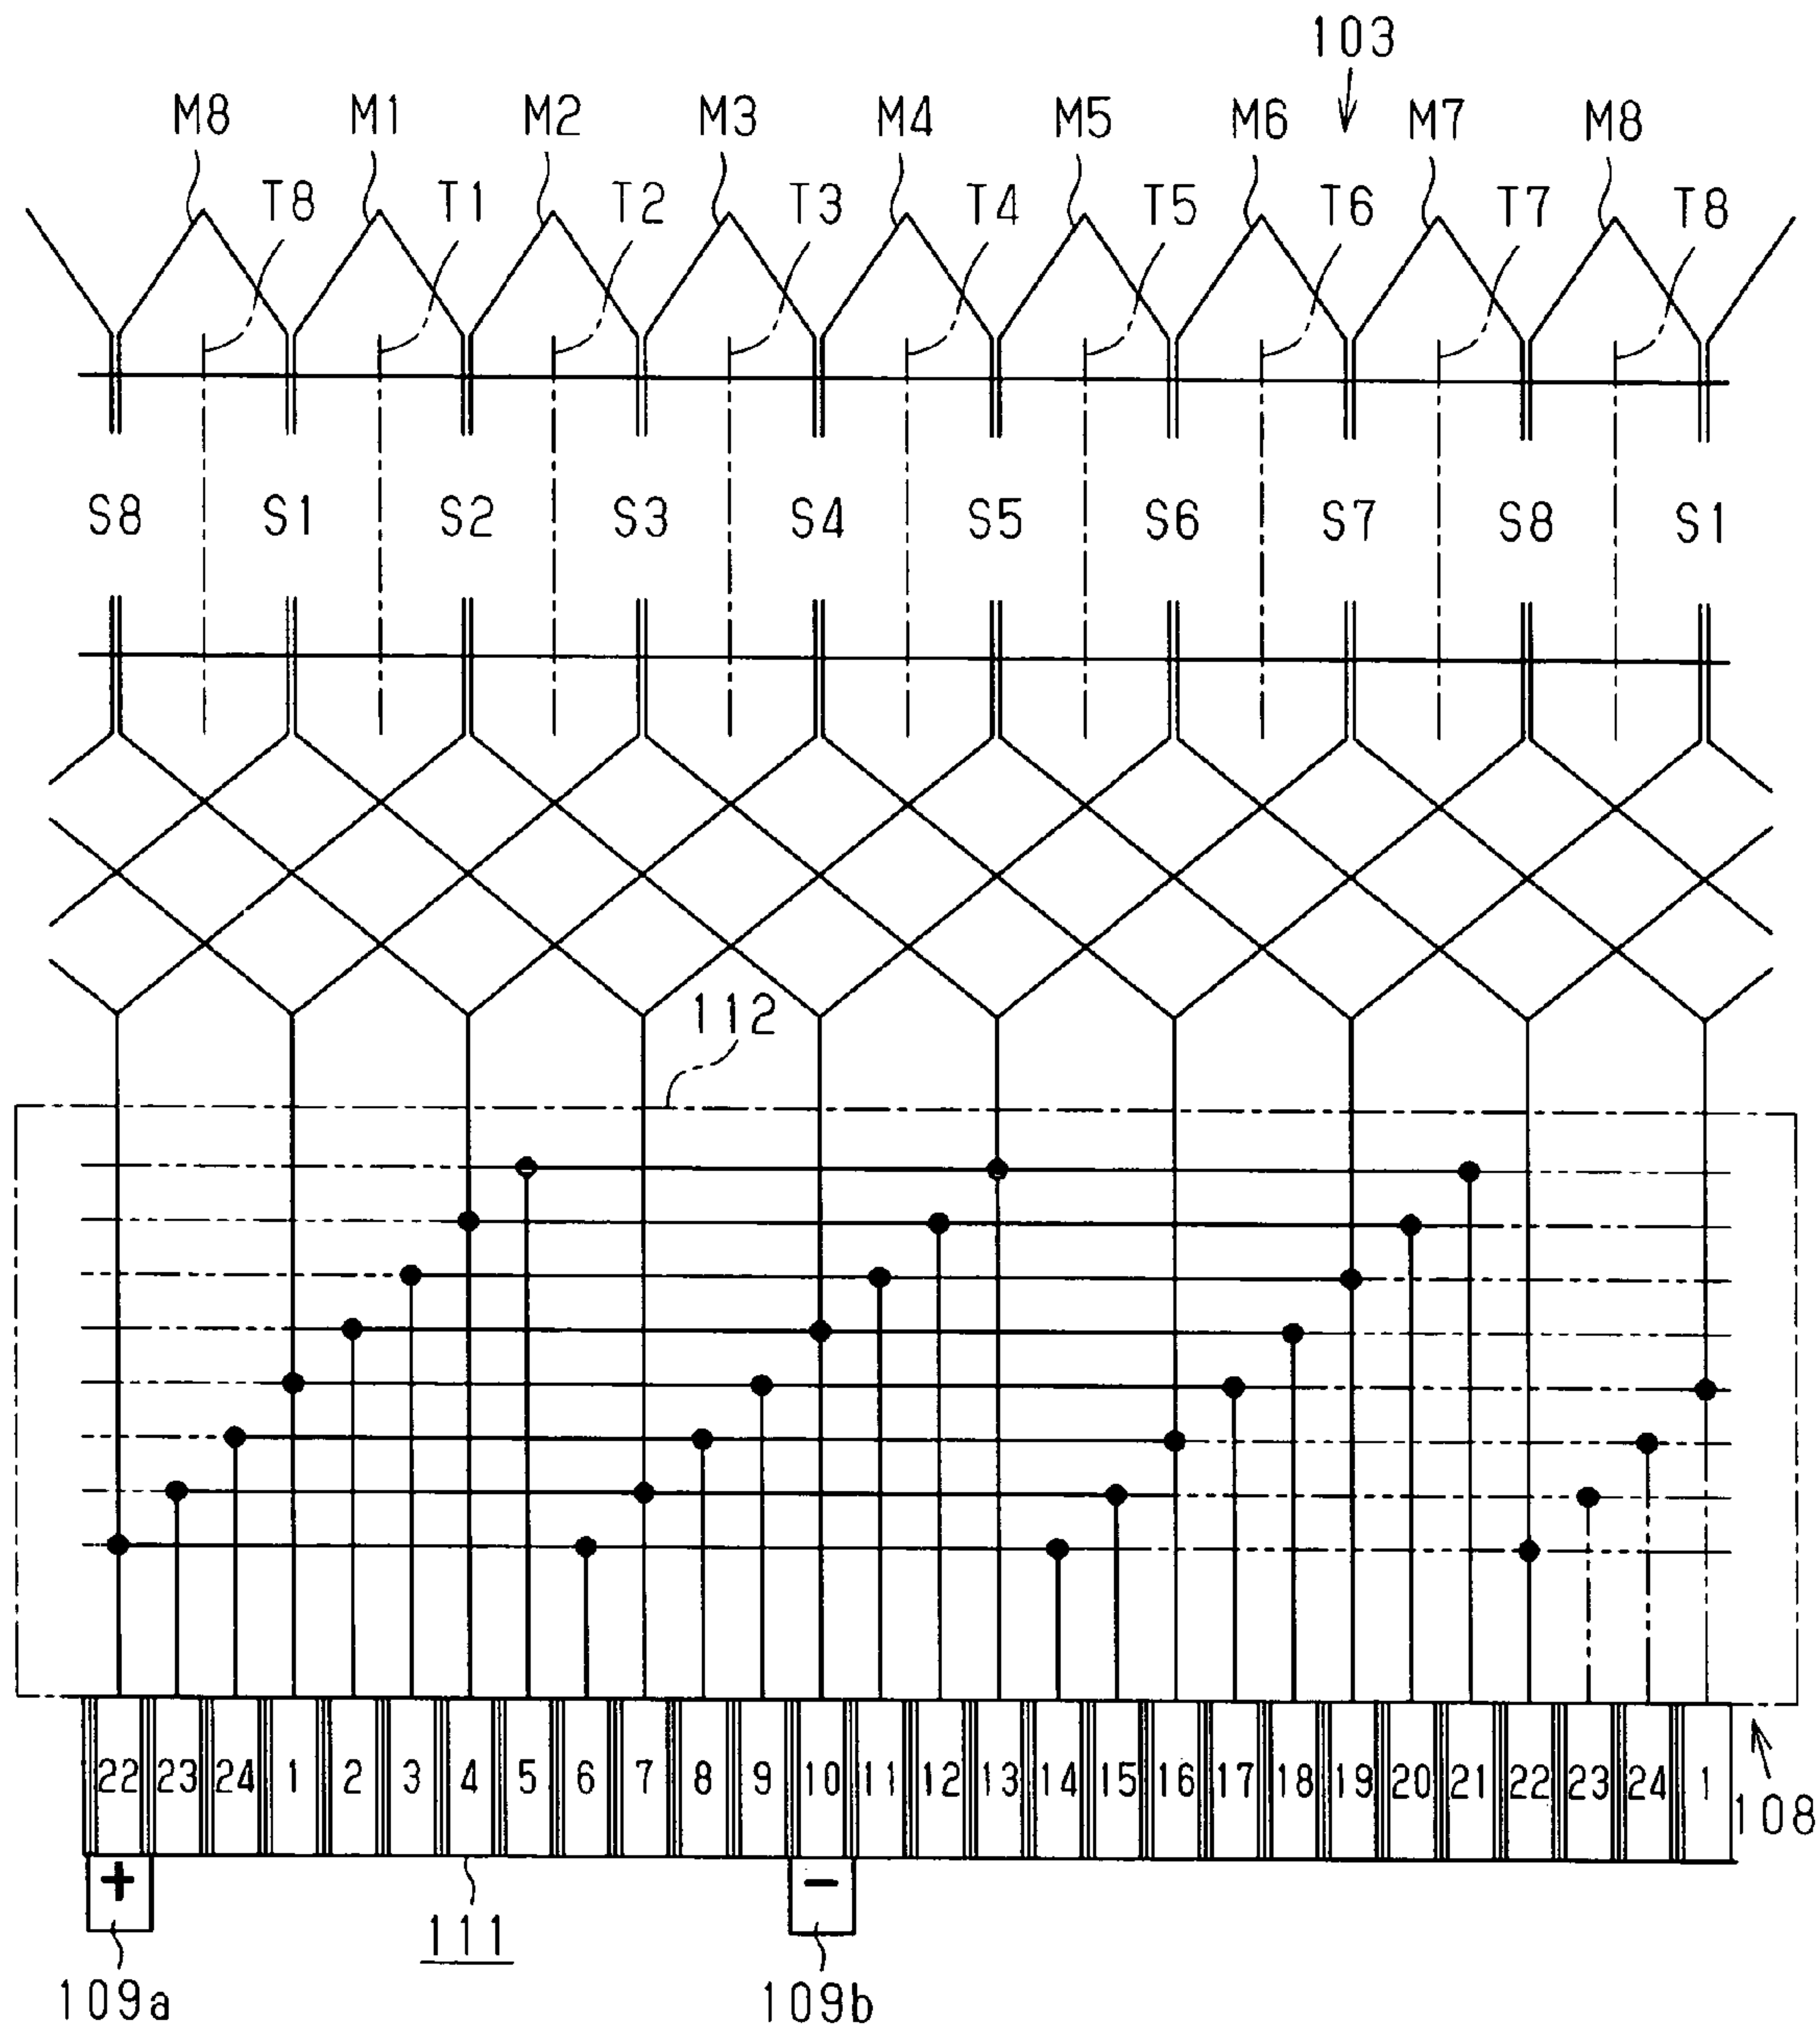 103
M8 M1 M2 M3 M4 M5 M6 M7 M8
T8 T1 T2 T3 T4 T5 T6 T7 T8
S8 S1 S2 S3 S4 S5 S6 S7 S8 S1
112
22 23 24 1 2 3 4 5 6 7 8 9 10 11 12 13 14 15 16 17 18 19 20 21 22 23 24 1
108
+ −
111
109a 109b